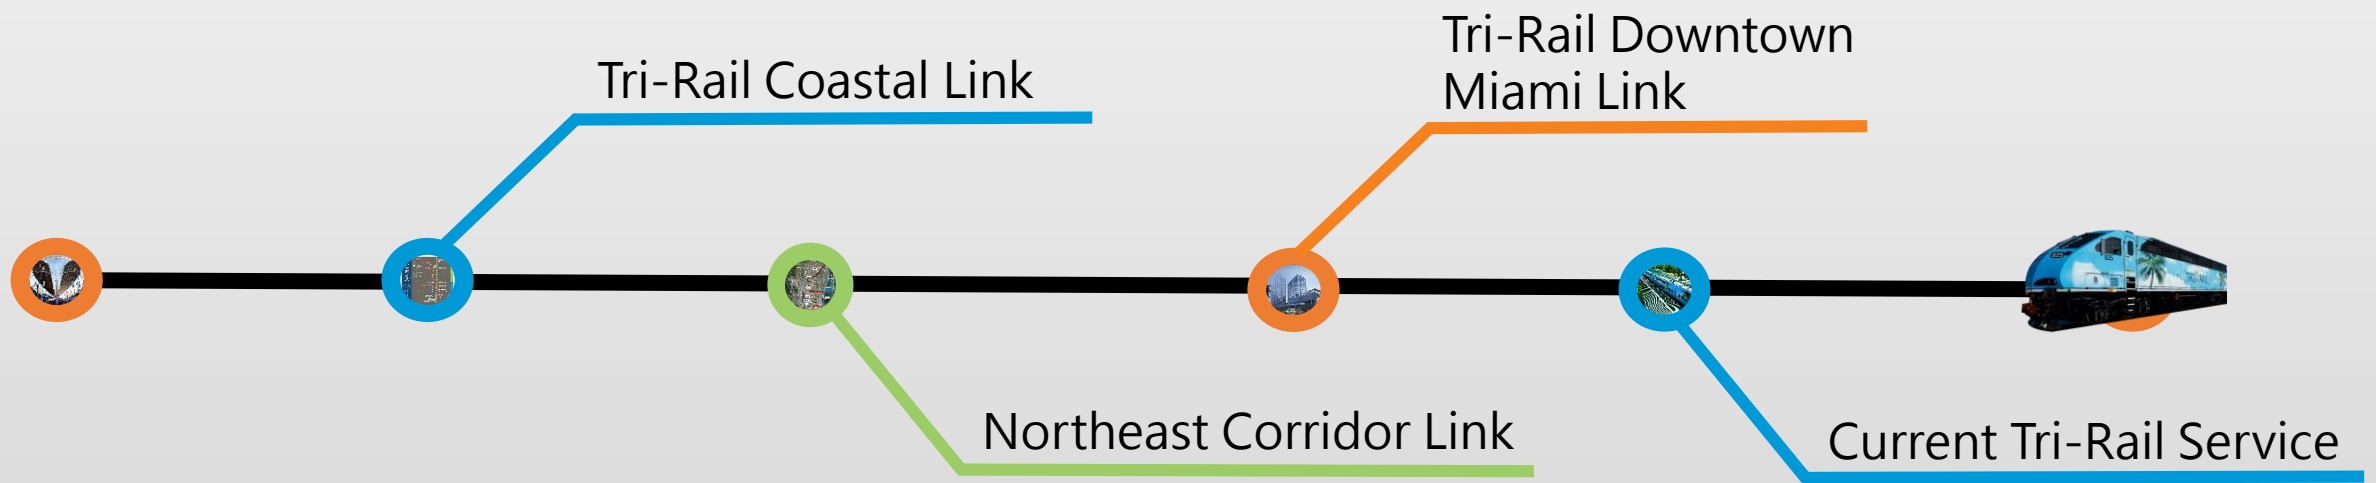 Tri-Rail Coastal Link
Tri-Rail Downtown
Miami Link
Northeast Corridor Link
Current Tri-Rail Service